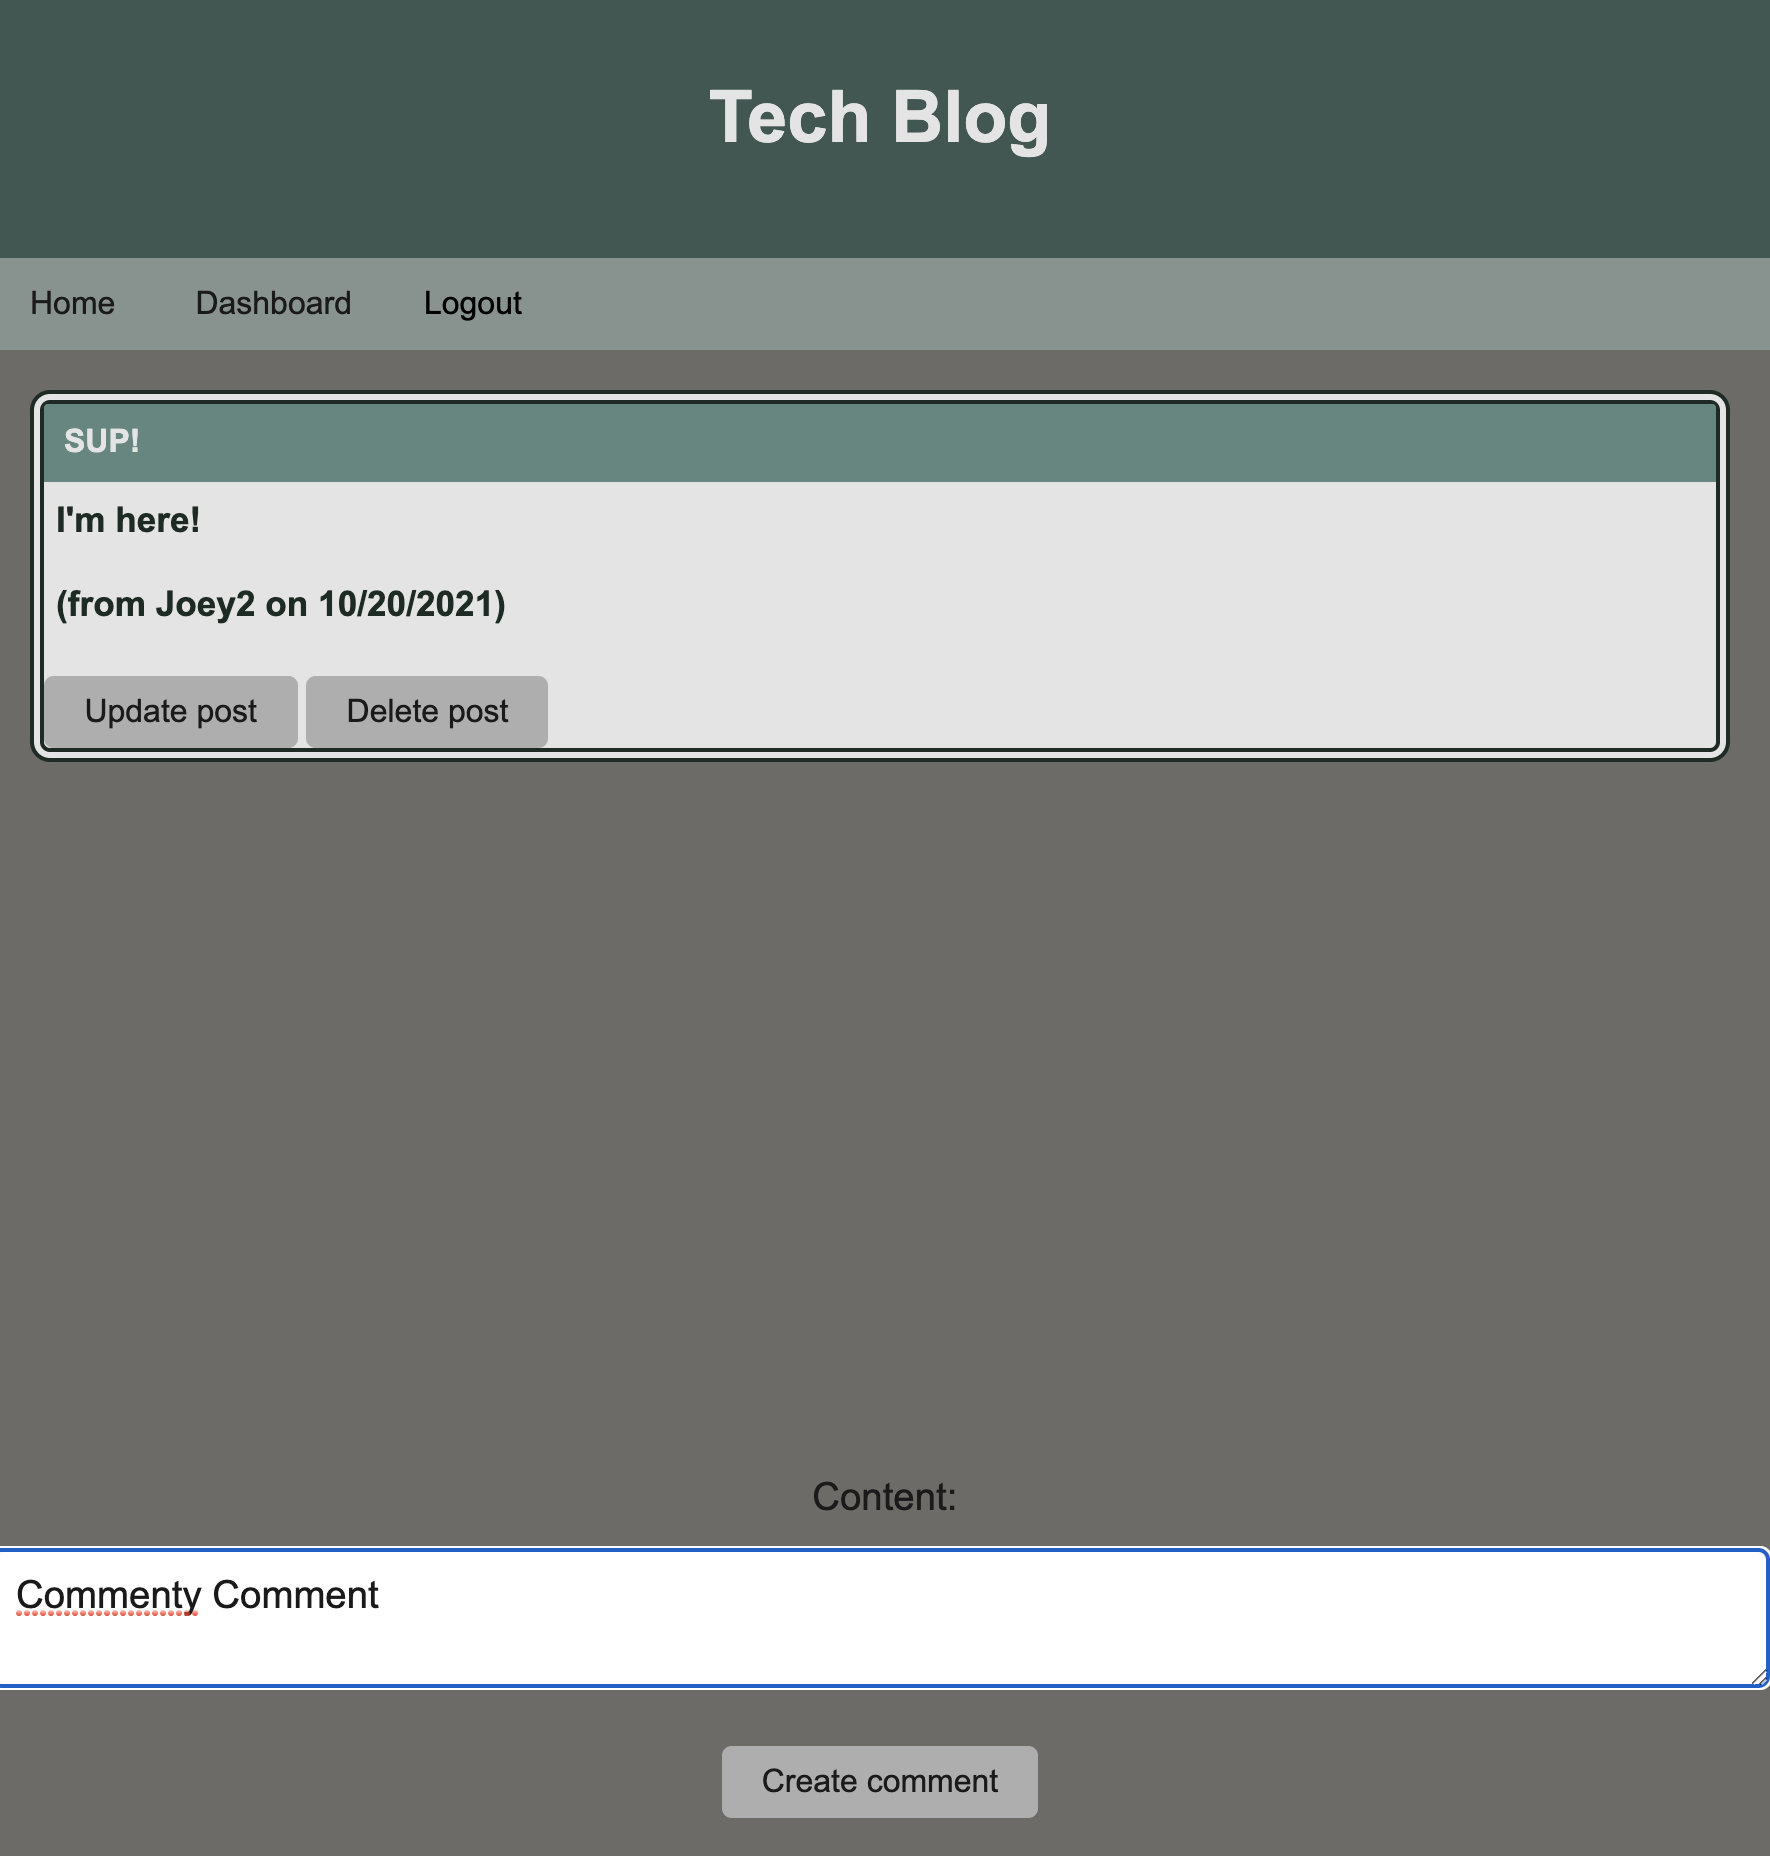 Tech Blog
Home Dashboard Logout
SUP!
I'm here!
(from Joey2 on 10/20/2021)
Update post Delete post
Content:
Commenty Comment
Create comment